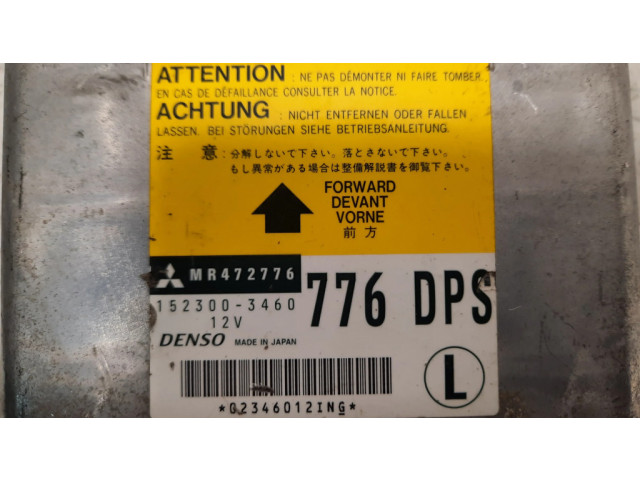 ATTENTION : NE PAS DÉMONTER NI FAIRE TOMBER.
EN CAS DE DÉFAILLANCE CONSULTER LA NOTICE.
ACHTUNG : NICHT ENTFERNEN ODER FALLEN
LASSEN. BEI STÖRUNGEN SIEHE BETRIEBSANLEITUNG.
注 意 : 分解しないで下さい。落とさないで下さい。
もし異常がある場合は整備解説書を御覧下さい。
FORWARD
DEVANT
VORNE
前 方
MR472776
152300-3460
12V
776 DPS
DENSO MADE IN JAPAN
L
*G2346012ING*